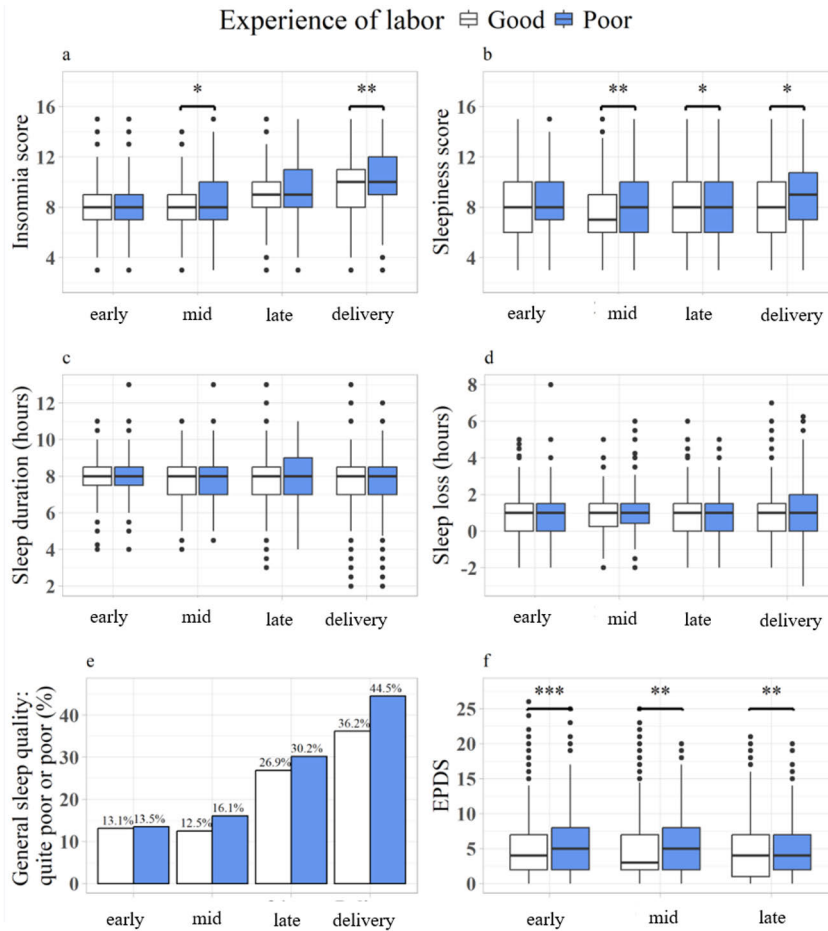 Experience of labor Good Poor
a
* **
Insomnia score
16
12
8
4
early mid late delivery
b
** * *
Sleepiness score
16
12
8
4
early mid late delivery
c
Sleep duration (hours)
12
10
8
6
4
2
early mid late delivery
d
Sleep loss (hours)
8
6
4
2
0
-2
early mid late delivery
e
General sleep quality:
quite poor or poor (%)
40
30
20
10
0
13.1% 13.5% 12.5% 16.1% 26.9% 30.2% 36.2% 44.5%
early mid late delivery
f
*** ** **
EPDS
25
20
15
10
5
0
early mid late